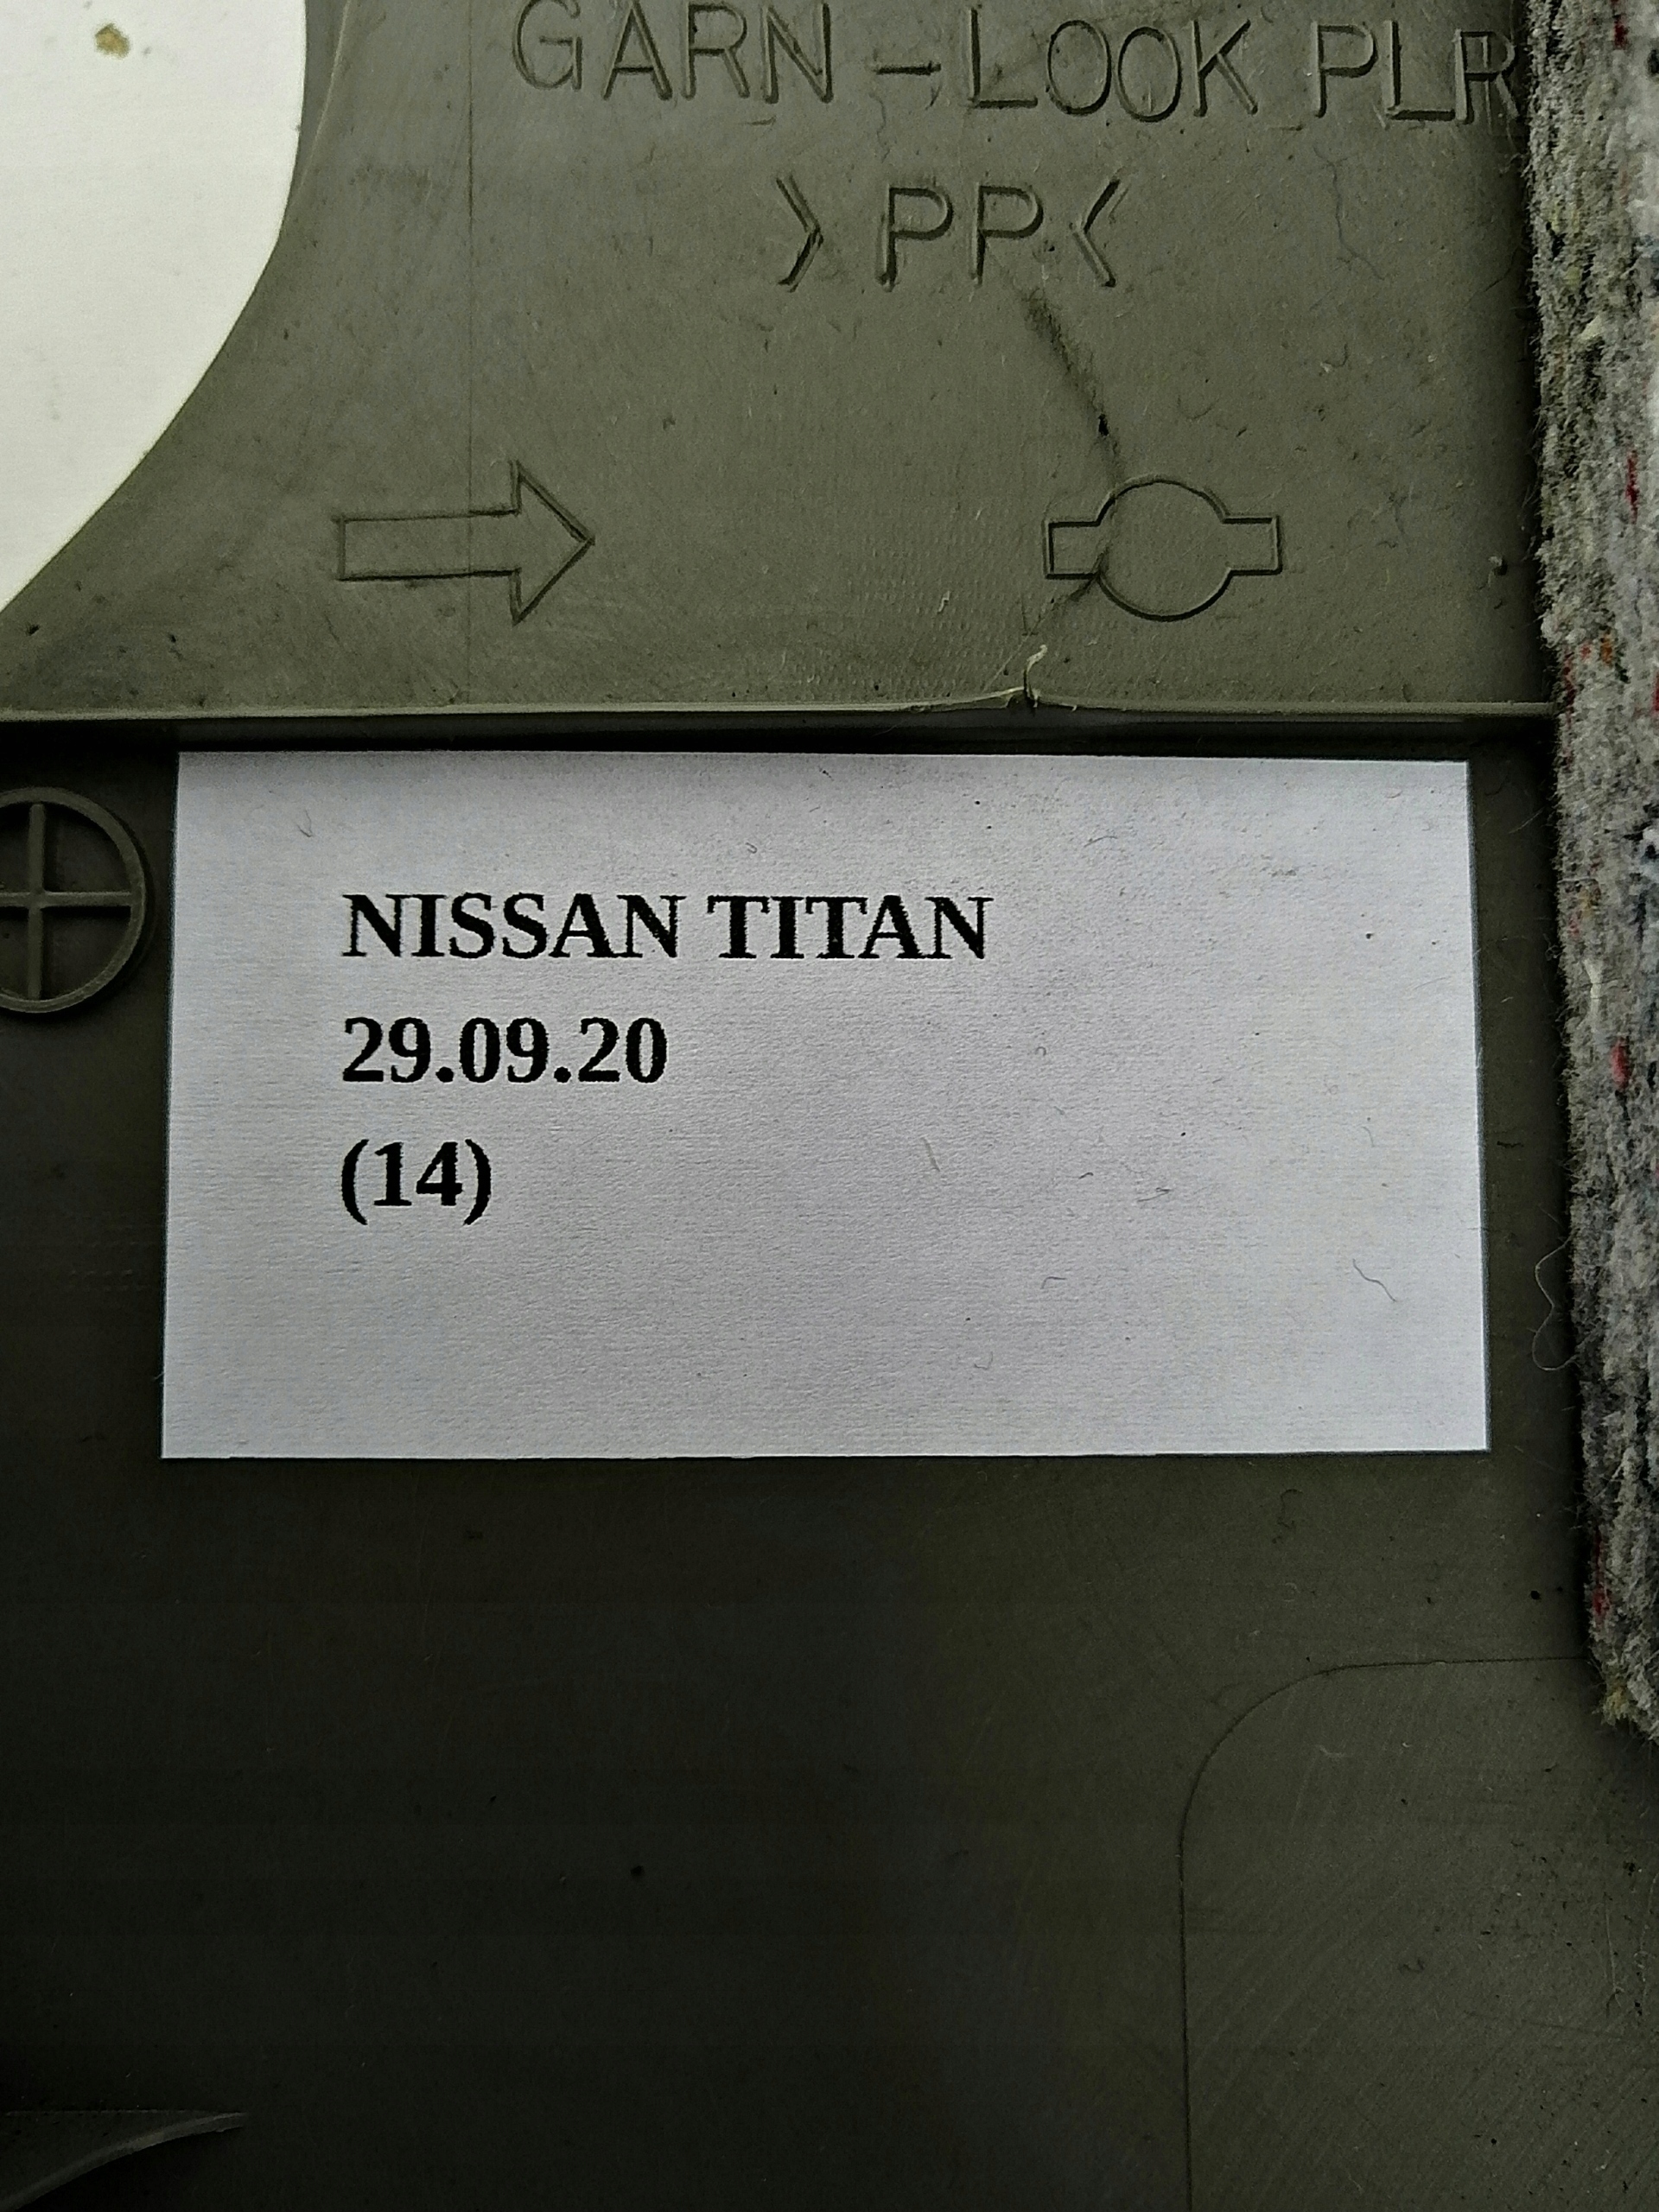 GARN-LOOK PLR
>PP<
NISSAN TITAN
29.09.20
(14)